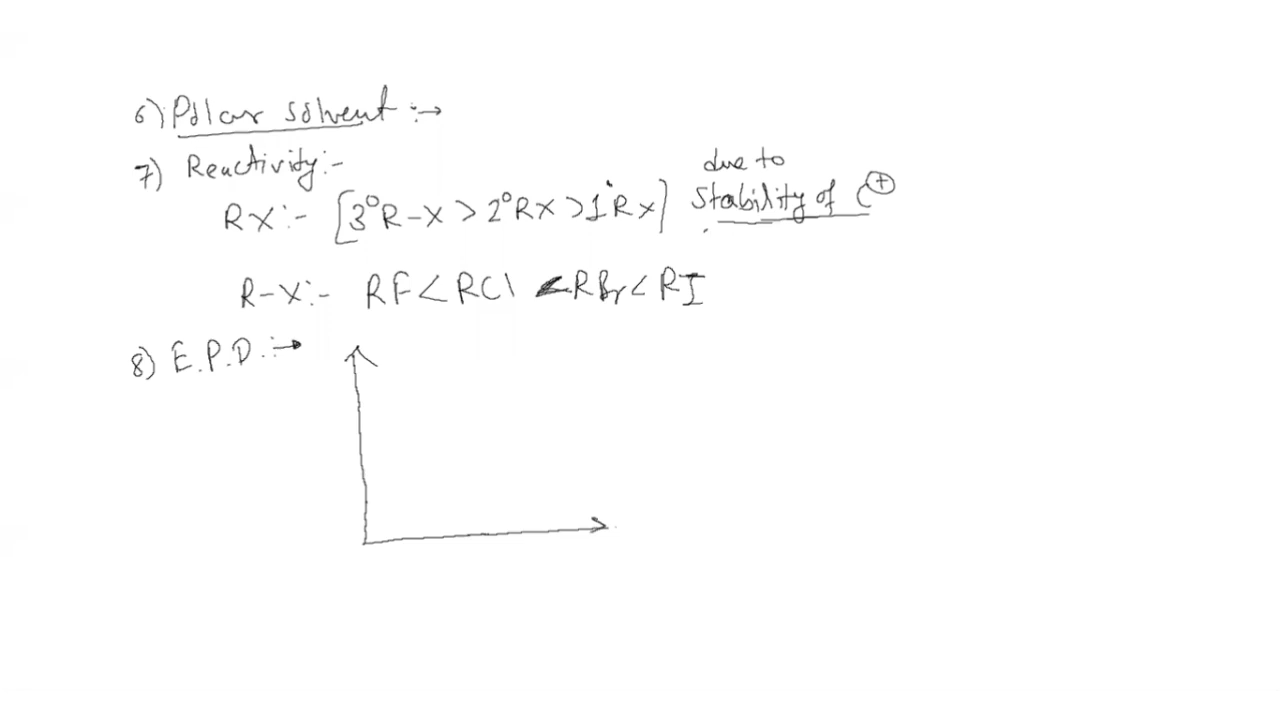 6) Polar solvent :→
7) Reactivity:-
due to
RX:- [3°R-X > 2°RX > 1°RX] Stability of C⊕
R-X:- RF < RCl < RBr < RI
8) E.P.D. :→